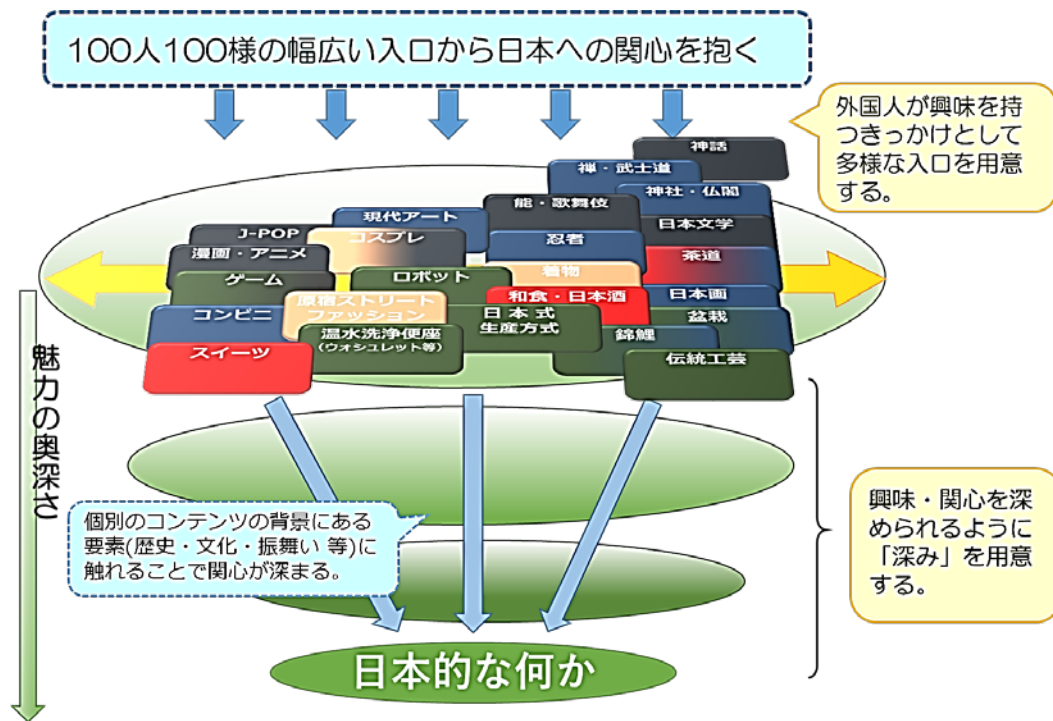 100人100様の幅広い入口から日本への関心を抱く
外国人が興味を持
つきっかけとして
多様な入口を用意
する。
神話
禅・武士道
神社・仏閣
能・歌舞伎
現代アート
日本文学
J-POP
コスプレ
忍者
漫画・アニメ
茶道
ゲーム
ロボット
着物
原宿ストリート
ファッション
和食・日本酒
日本画
コンビニ
日本式
生産方式
盆栽
温水洗浄便座
(ウォシュレット等)
錦鯉
スイーツ
伝統工芸
魅力の奥深さ
個別のコンテンツの背景にある
要素(歴史・文化・振舞い 等)に
触れることで関心が深まる。
興味・関心を深
められるように
「深み」を用意
する。
日本的な何か